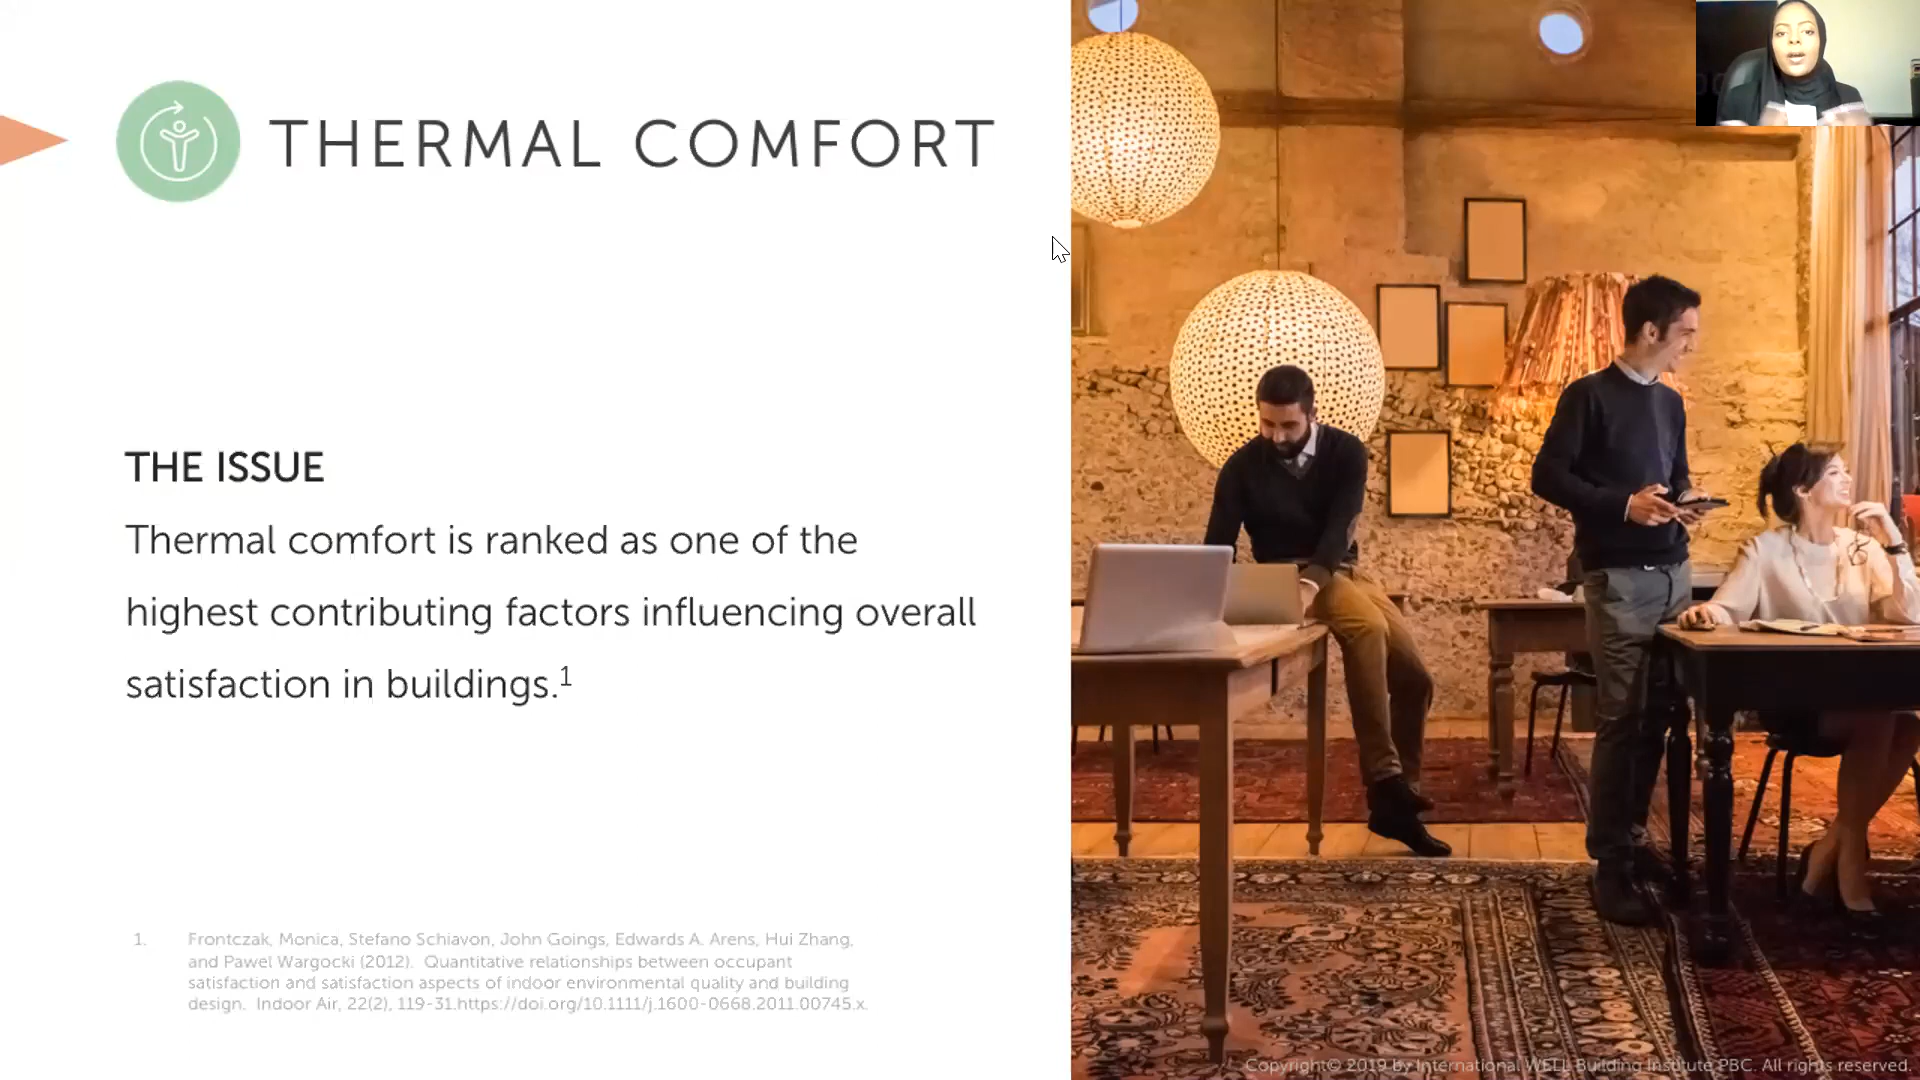 THERMAL COMFORT
THE ISSUE
Thermal comfort is ranked as one of the
highest contributing factors influencing overall
satisfaction in buildings.1
1. Frontczak, Monica, Stefano Schiavon, John Goings, Edwards A. Arens, Hui Zhang,
and Pawel Wargocki (2012). Quantitative relationships between occupant
satisfaction and satisfaction aspects of indoor environmental quality and building
design. Indoor Air, 22(2), 119-31.https://doi.org/10.1111/j.1600-0668.2011.00745.x.
Copyright© 2019 by International WELL Building Institute PBC. All rights reserved.